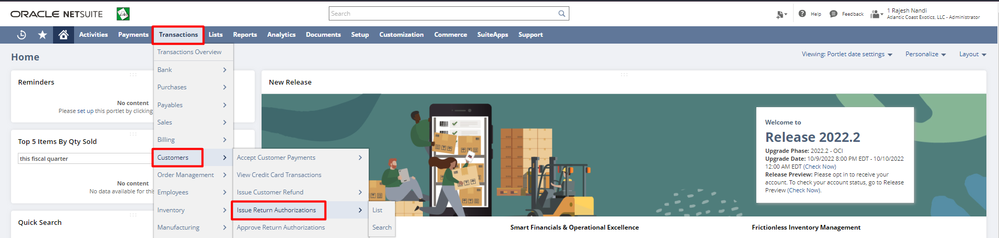 ORACLE NETSUITE
Search
Help
Feedback
1 Rajesh Nandi
Atlantic Coast Exotics, LLC - Administrator
Activities
Payments
Transactions
Lists
Reports
Analytics
Documents
Setup
Customization
Commerce
SuiteApps
Support
Home
Viewing: Portlet date settings
Personalize
Layout
Transactions Overview
Bank
Purchases
Payables
Sales
Billing
Customers
Order Management
Employees
Inventory
Manufacturing
Accept Customer Payments
View Credit Card Transactions
Issue Customer Refund
Issue Return Authorizations
Approve Return Authorizations
List
Search
Reminders
No content
Please set up this portlet by clicking
Top 5 Items By Qty Sold
this fiscal quarter
No content
No data available for this
Quick Search
New Release
Welcome to
Release 2022.2
Upgrade Phase: 2022.2 - OCI
Upgrade Date: 10/9/2022 8:00 PM EDT - 10/10/2022
12:00 AM EDT (Check Now)
Release Preview: Please opt in to receive your
account. To check your account status, go to Release
Preview (Check Now).
Smart Financials & Operational Excellence
Frictionless Inventory Management